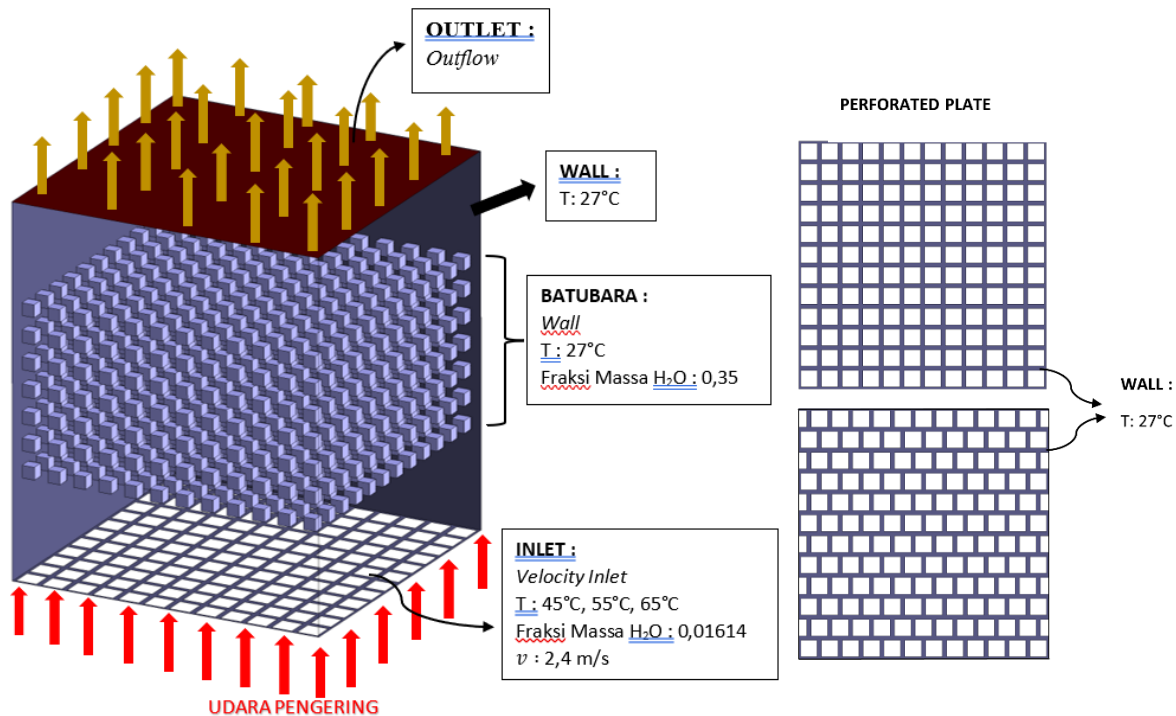 OUTLET :
Outflow
WALL :
T: 27°C
BATUBARA :
Wall
T : 27°C
Fraksi Massa H₂O : 0,35
INLET :
Velocity Inlet
T : 45°C, 55°C, 65°C
Fraksi Massa H₂O : 0,01614
v : 2,4 m/s
UDARA PENGERING
PERFORATED PLATE
WALL :
T: 27°C